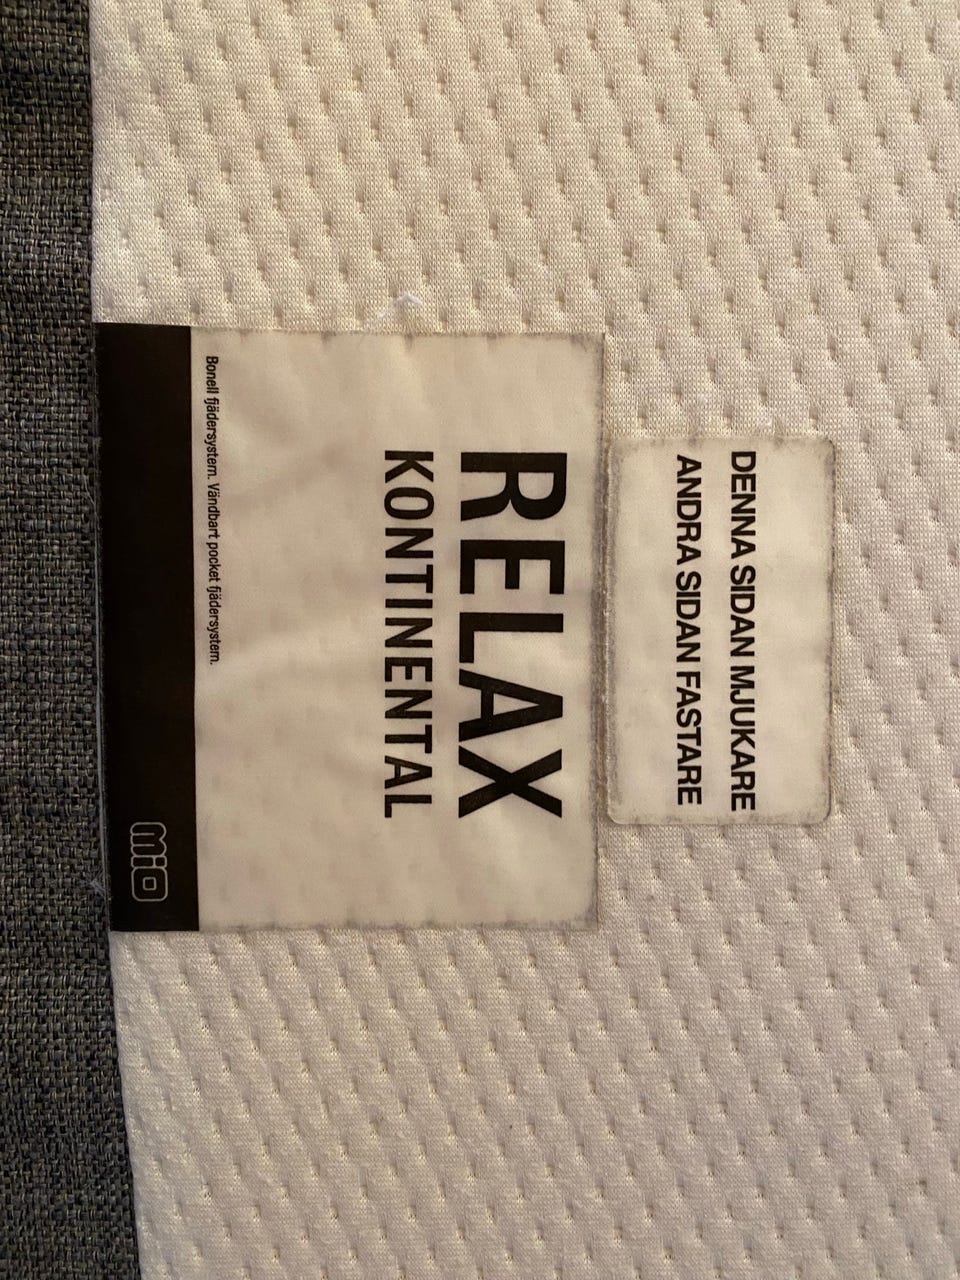 DENNA SIDAN MJUKARE
ANDRA SIDAN FASTARE
RELAX
KONTINENTAL
Bonell fjädersystem. Vändbart pocket fjädersystem.
MIO